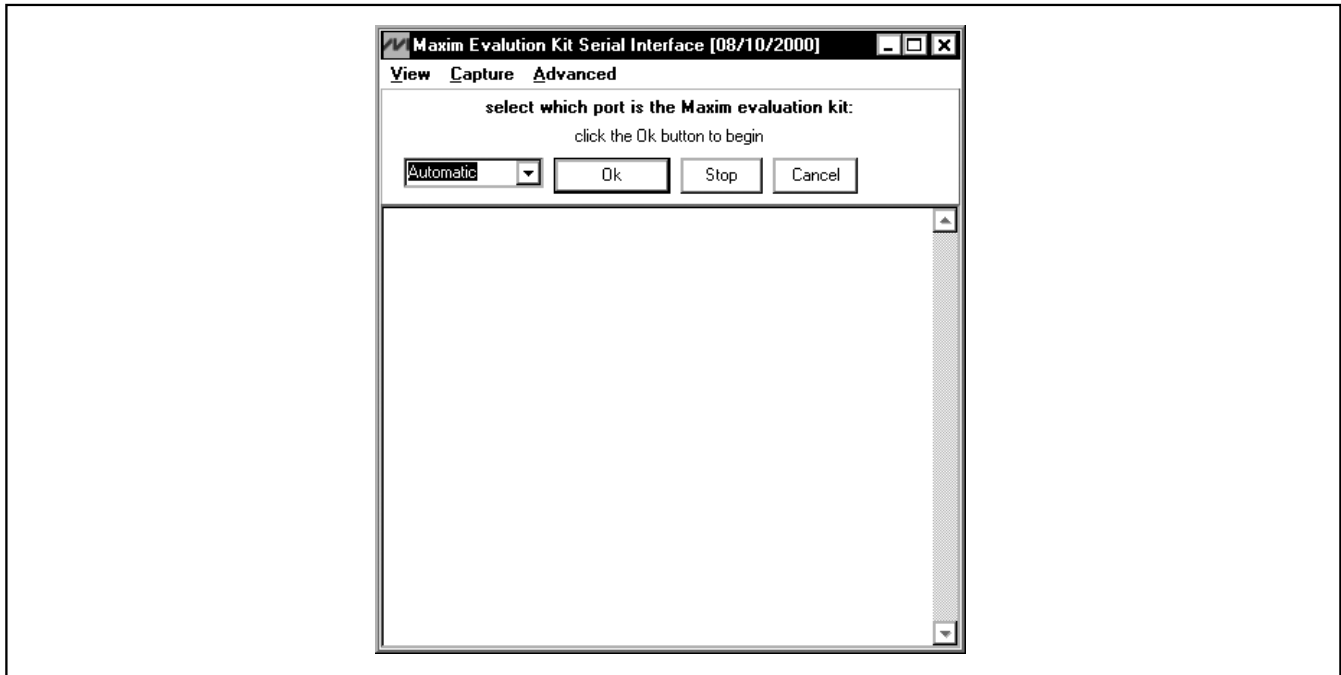 Maxim Evalution Kit Serial Interface [08/10/2000]
View Capture Advanced
select which port is the Maxim evaluation kit:
click the Ok button to begin
Automatic Ok Stop Cancel